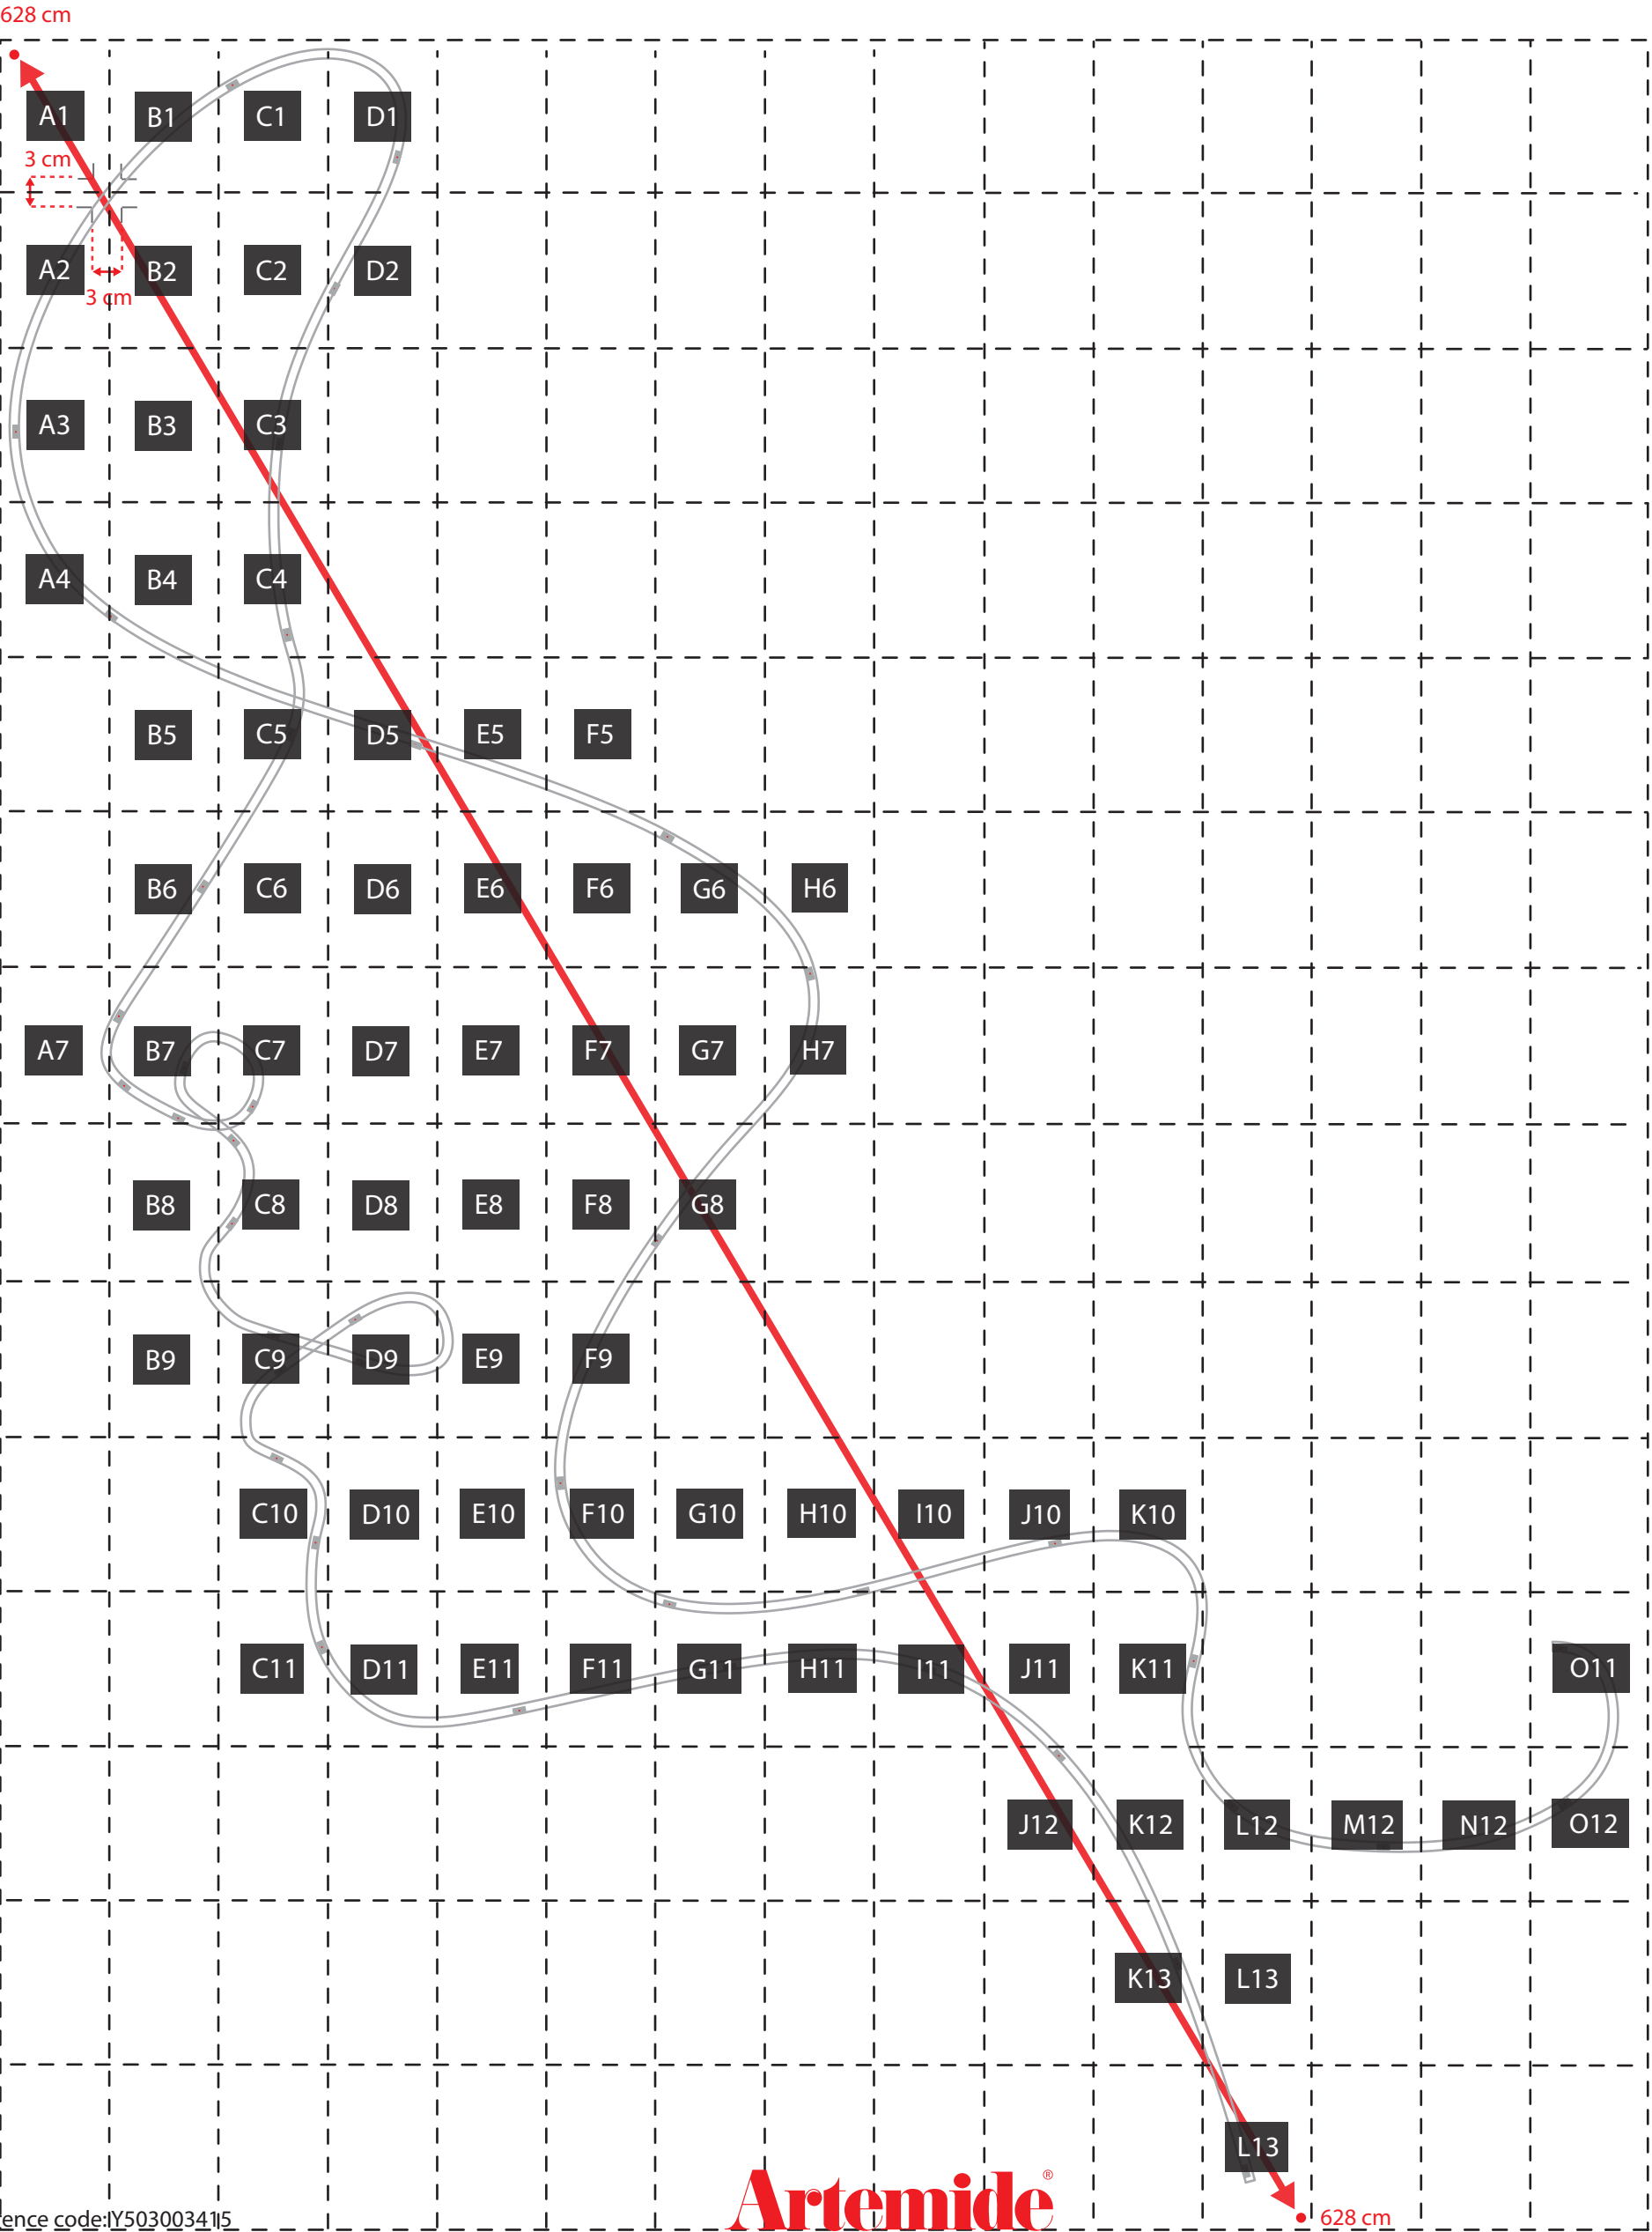 628 cm
A1 B1 C1 D1
3 cm
A2 B2 C2 D2
3 cm
A3 B3 C3
A4 B4 C4
B5 C5 D5 E5 F5
B6 C6 D6 E6 F6 G6 H6
A7 B7 C7 D7 E7 F7 G7 H7
B8 C8 D8 E8 F8 G8
B9 C9 D9 E9 F9
C10 D10 E10 F10 G10 H10 I10 J10 K10
C11 D11 E11 F11 G11 H11 I11 J11 K11 O11
J12 K12 L12 M12 N12 O12
K13 L13
L13
Artemide®
ence code:IY503003415
628 cm